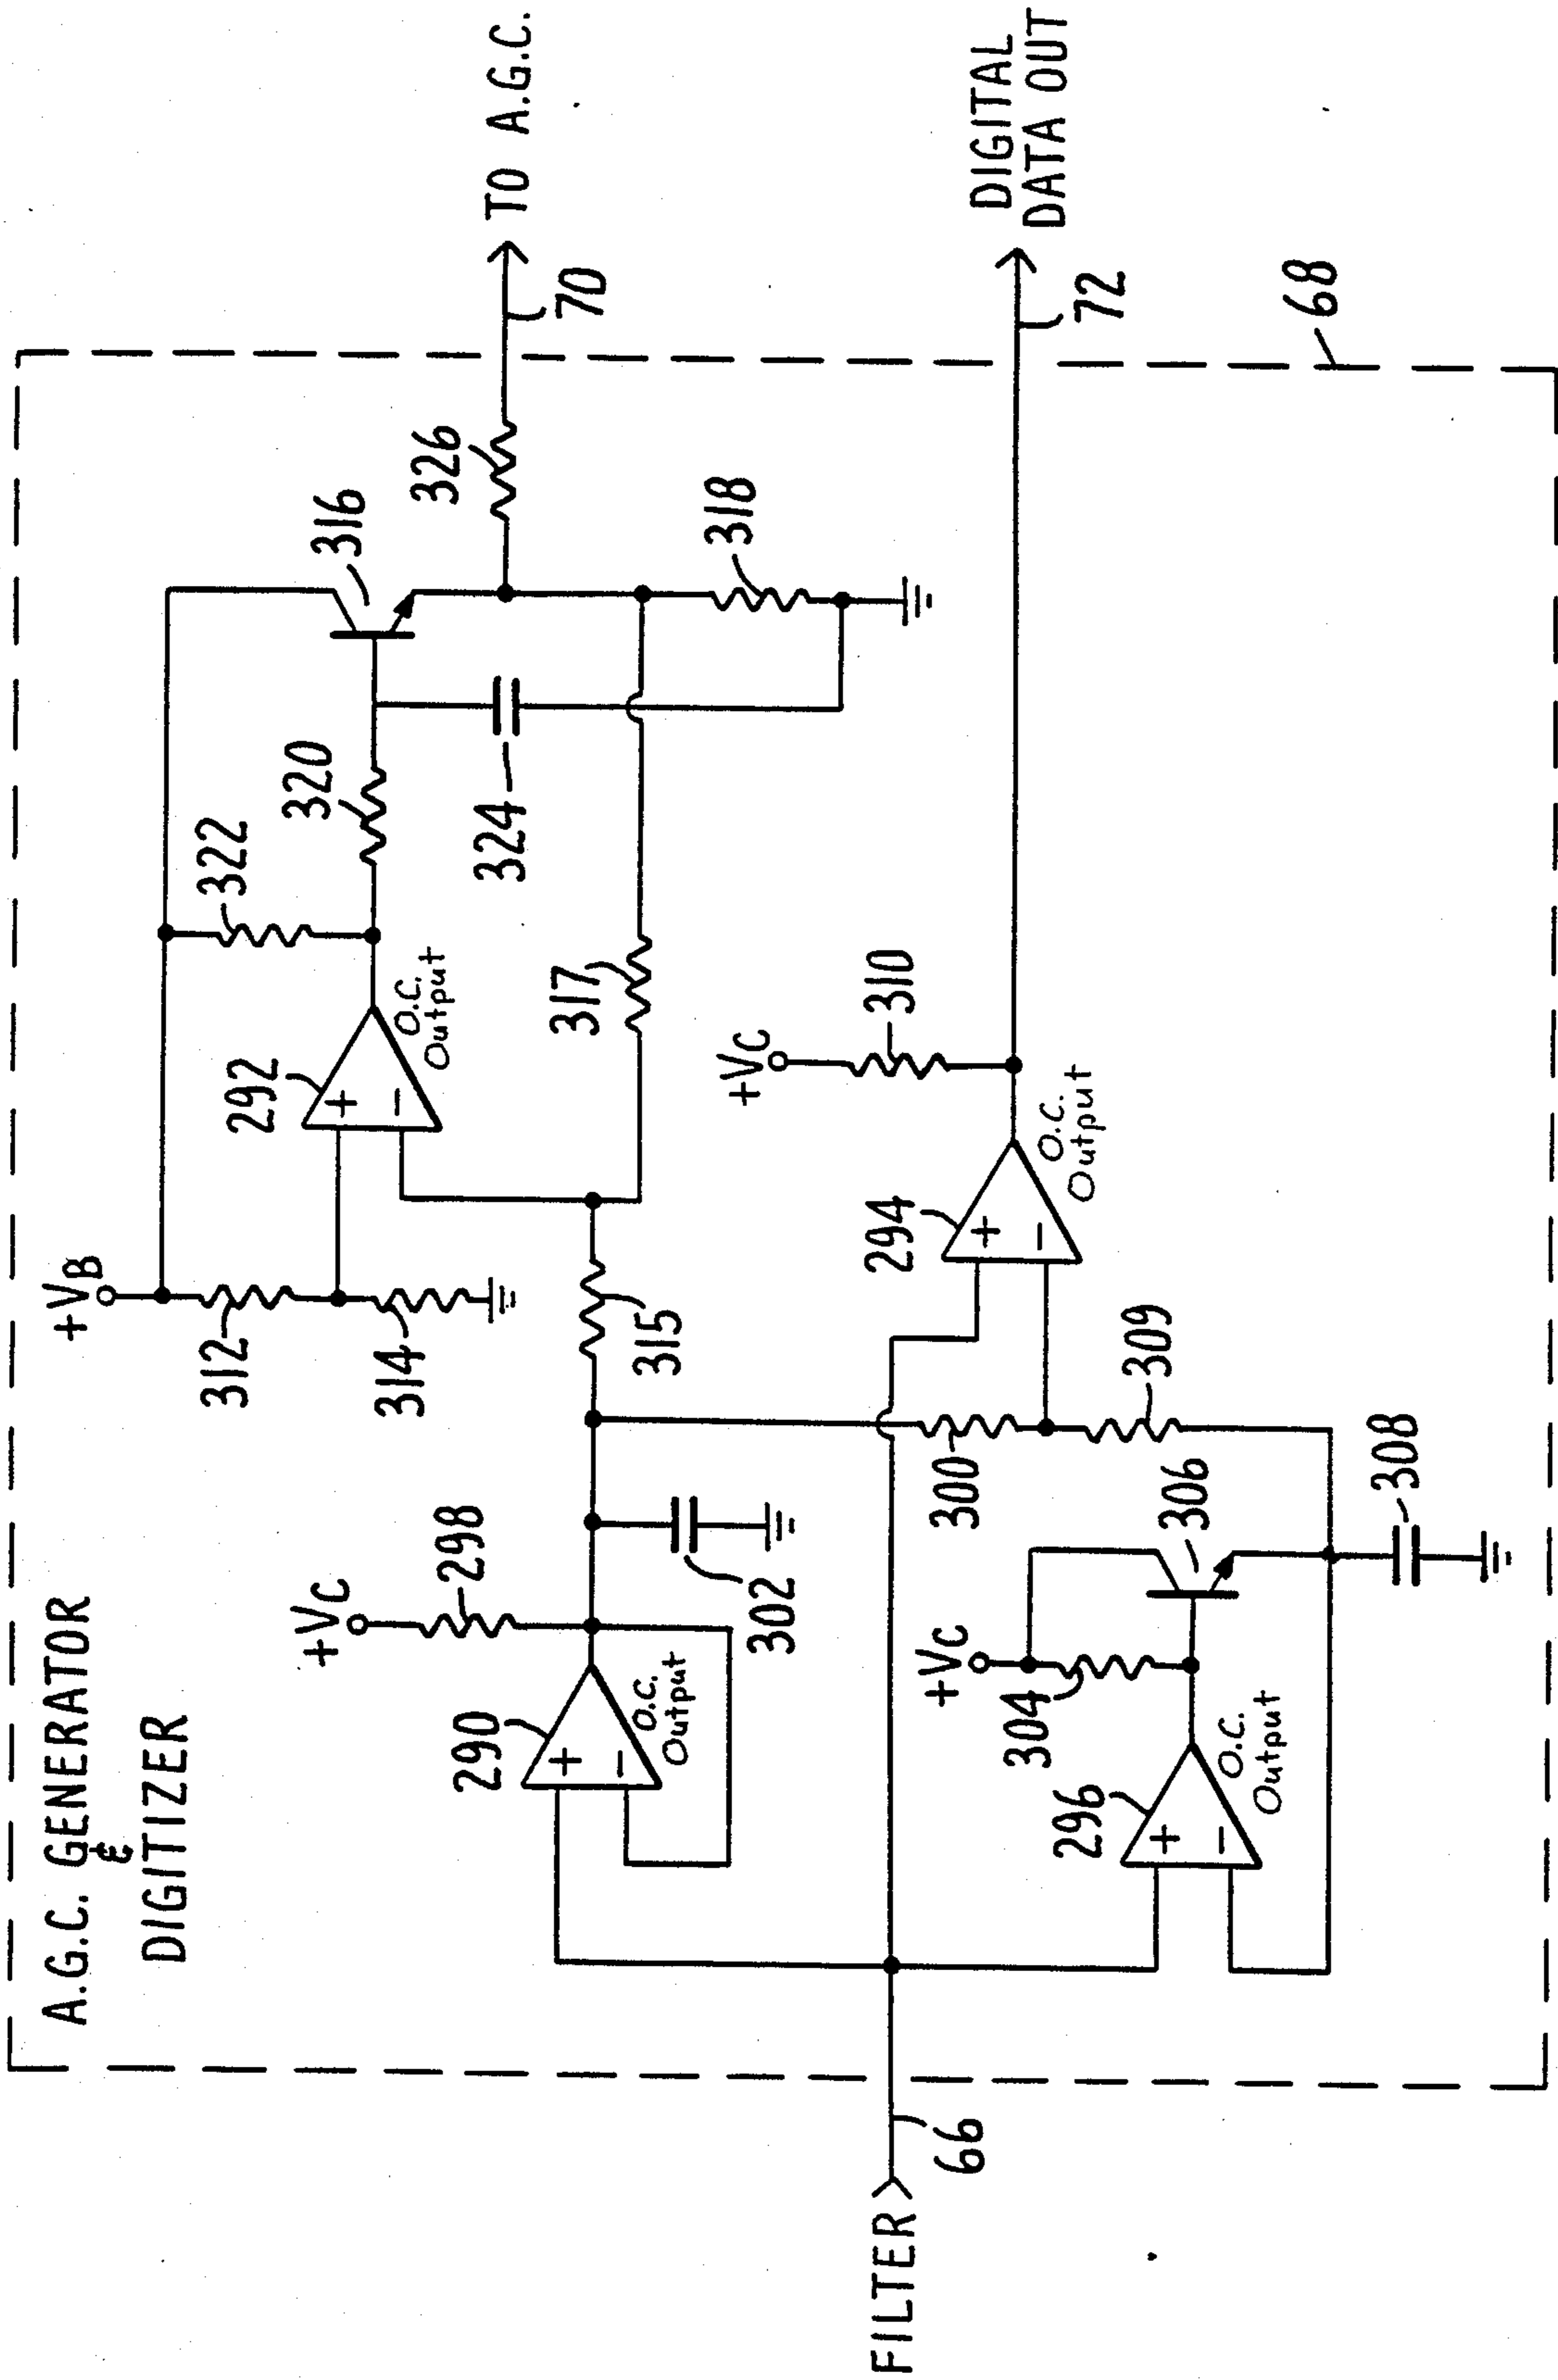 A.G.C. GENERATOR
&
DIGITIZER
+VB
312
314
322
292
+
-
O.C.
Output
320
316
324
326
TO A.G.C.
70
317
318
+VC
298
290
+
-
O.C.
Output
302
315
+VC
310
294
+
-
O.C.
Output
DIGITAL
DATA OUT
72
300
309
FILTER
66
+VC
304
296
+
-
O.C.
Output
306
308
68